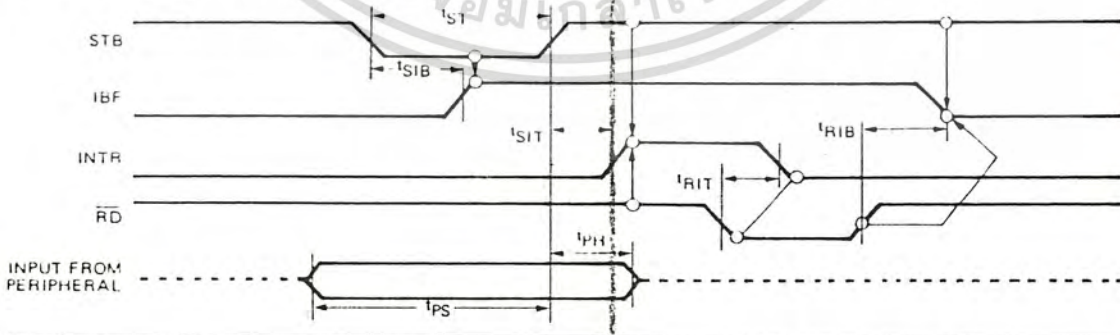 tST
STB
tSIB
IBF
tSIT
tRIB
INTR
tRIT
RD
tPH
INPUT FROM
PERIPHERAL
tPS